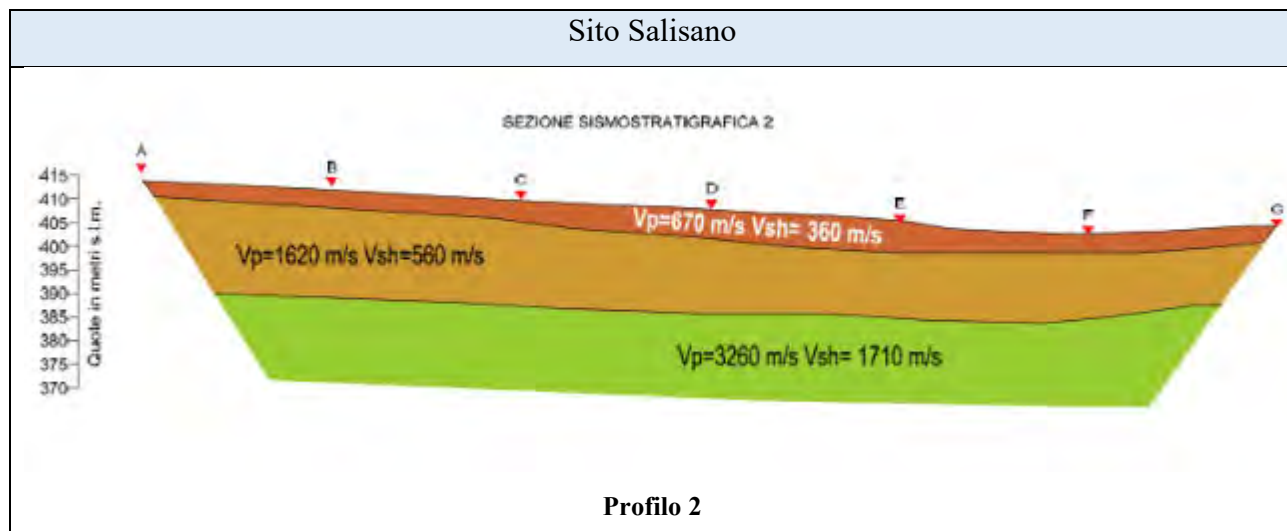 Sito Salisano
SEZIONE SISMOSTRATIGRAFICA 2
A
B
C
D
E
F
G
415
410
405
400
395
390
385
380
375
370
Quole in metri s.l.m.
Vp=670 m/s Vsh= 360 m/s
Vp=1620 m/s Vsh=560 m/s
Vp=3260 m/s Vsh= 1710 m/s
Profilo 2